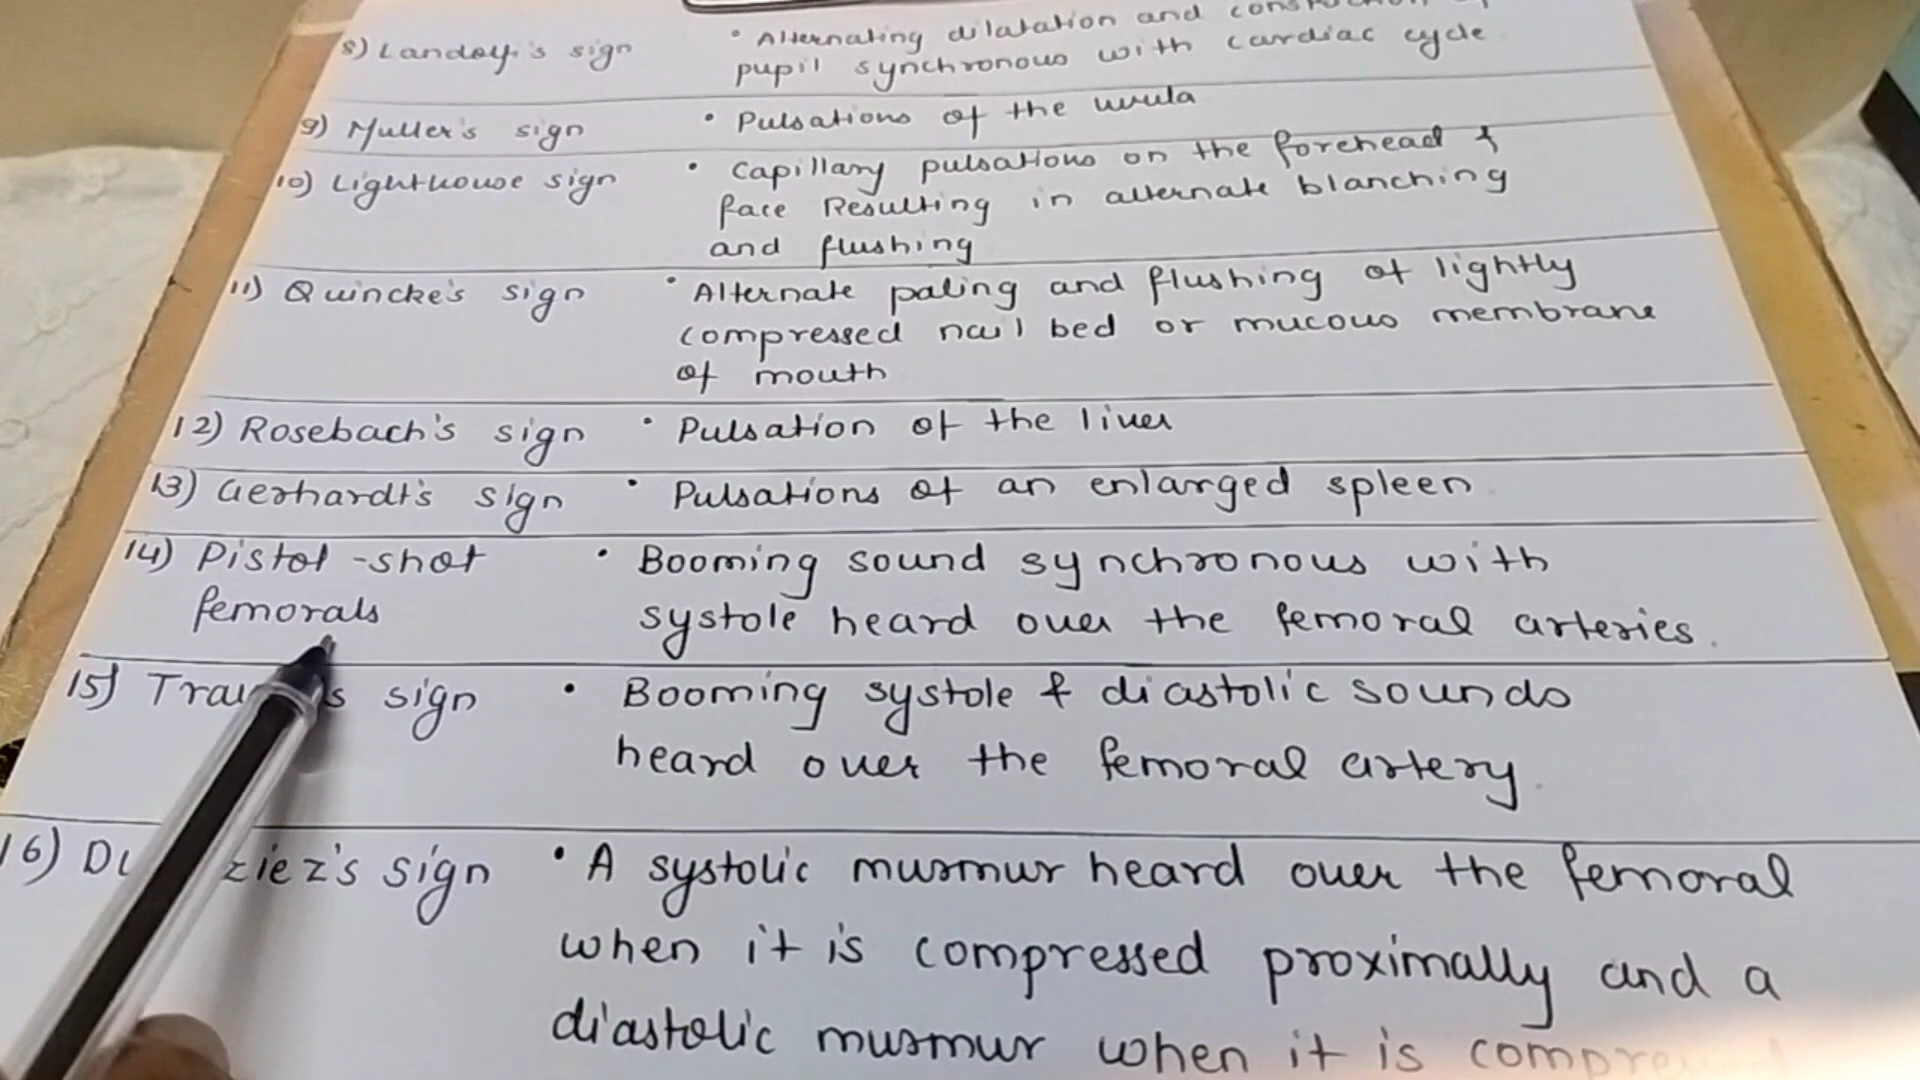 8) Landoy's sign
• Alternating dilatation and
pupil synchronous with cardiac cycle
9) Muller's sign
• Pulsations of the uvula
10) Lighthouse sign
• Capillary pulsations on the forehead &
face Resulting in alternate blanching
and flushing
11) Quincke's sign
• Alternate paling and flushing of lightly
compressed nail bed or mucous membrane
of mouth
12) Rosebach's sign
• Pulsation of the liver
13) Gerhardt's sign
• Pulsations of an enlarged spleen
14) Pistol-shot
femorals
• Booming sound synchronous with
systole heard over the femoral arteries.
15) sign
• Booming systole & diastolic sounds
heard over the femoral artery.
16) sign
• A systolic murmur heard over the femoral
when it is compressed proximally and a
diastolic murmur when it is